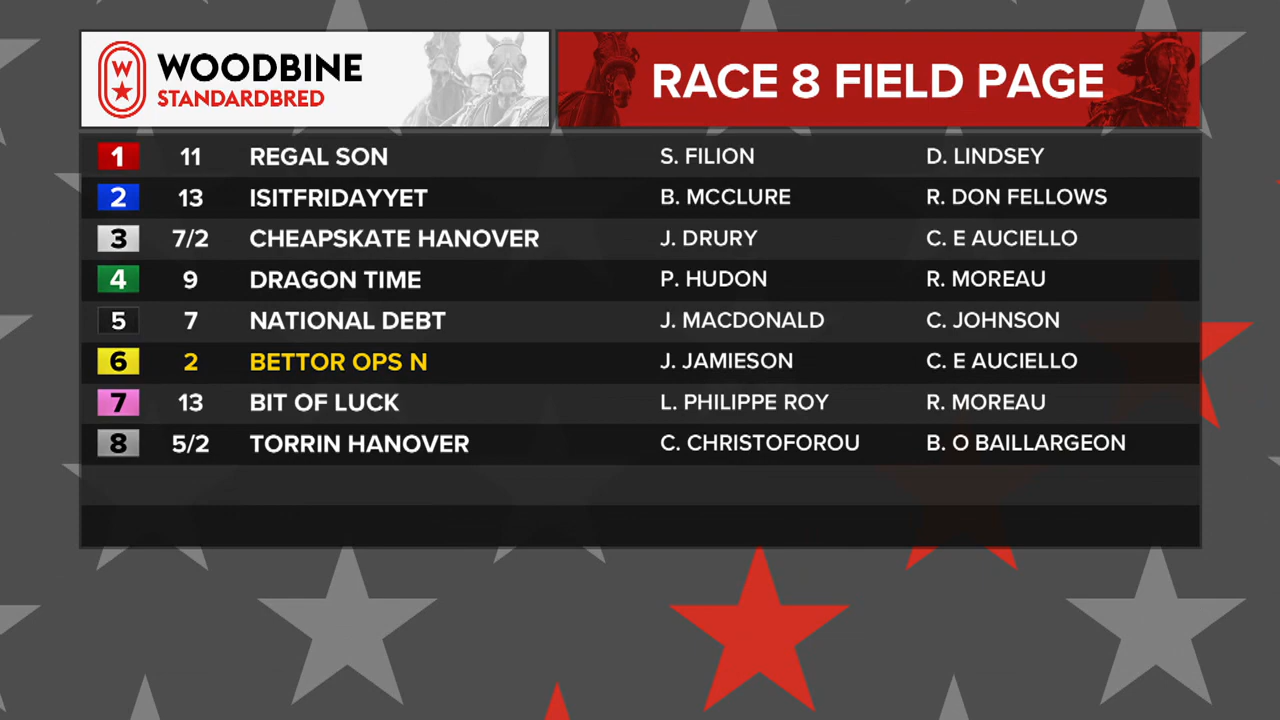 W
WOODBINE
STANDARDBRED
RACE 8 FIELD PAGE
1 11 REGAL SON S. FILION D. LINDSEY
2 13 ISITFRIDAYYET B. MCCLURE R. DON FELLOWS
3 7/2 CHEAPSKATE HANOVER J. DRURY C. E AUCIELLO
4 9 DRAGON TIME P. HUDON R. MOREAU
5 7 NATIONAL DEBT J. MACDONALD C. JOHNSON
6 2 BETTOR OPS N J. JAMIESON C. E AUCIELLO
7 13 BIT OF LUCK L. PHILIPPE ROY R. MOREAU
8 5/2 TORRIN HANOVER C. CHRISTOFOROU B. O BAILLARGEON